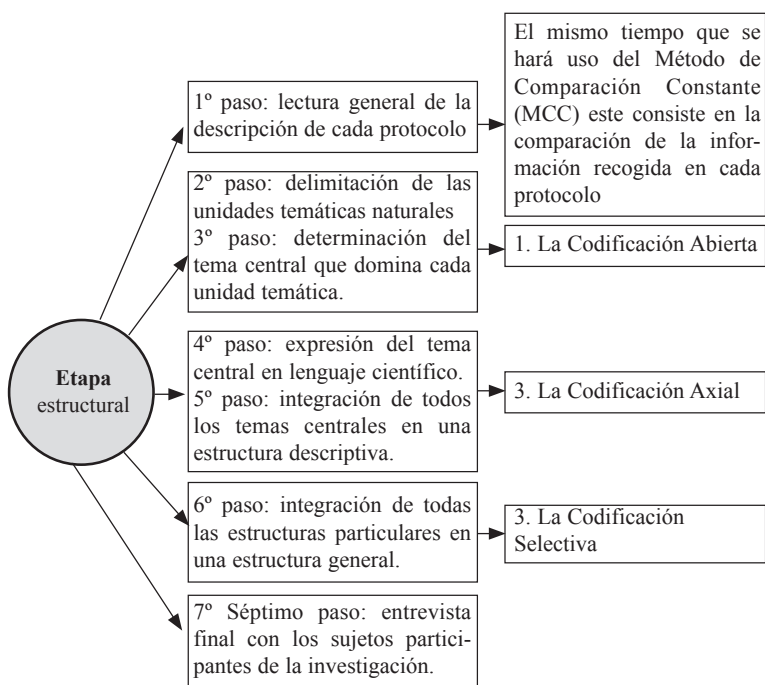 Etapa
estructural
1º paso: lectura general de la
descripción de cada protocolo
El mismo tiempo que se
hará uso del Método de
Comparación Constante
(MCC) este consiste en la
comparación de la infor-
mación recogida en cada
protocolo
2º paso: delimitación de las
unidades temáticas naturales
3º paso: determinación del
tema central que domina cada
unidad temática.
1. La Codificación Abierta
4º paso: expresión del tema
central en lenguaje científico.
5º paso: integración de todos
los temas centrales en una
estructura descriptiva.
3. La Codificación Axial
6º paso: integración de todas
las estructuras particulares en
una estructura general.
3. La Codificación
Selectiva
7º Séptimo paso: entrevista
final con los sujetos partici-
pantes de la investigación.